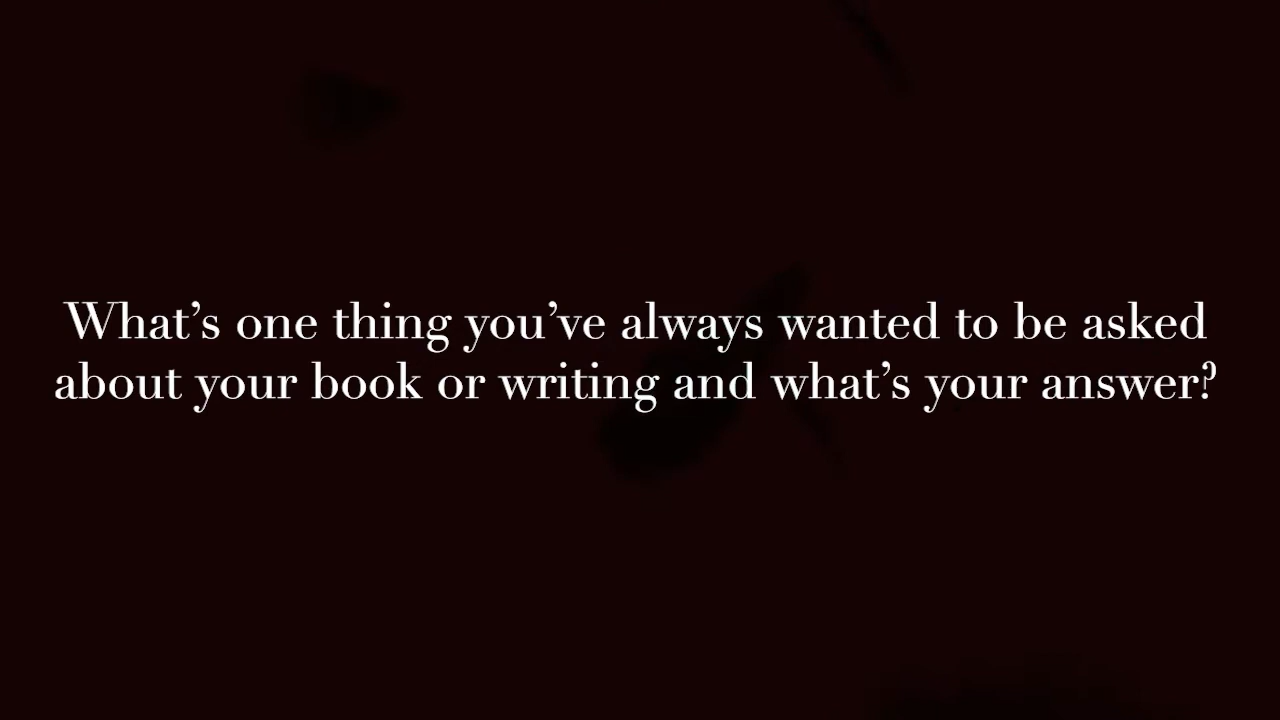 What’s one thing you’ve always wanted to be asked
about your book or writing and what’s your answer?